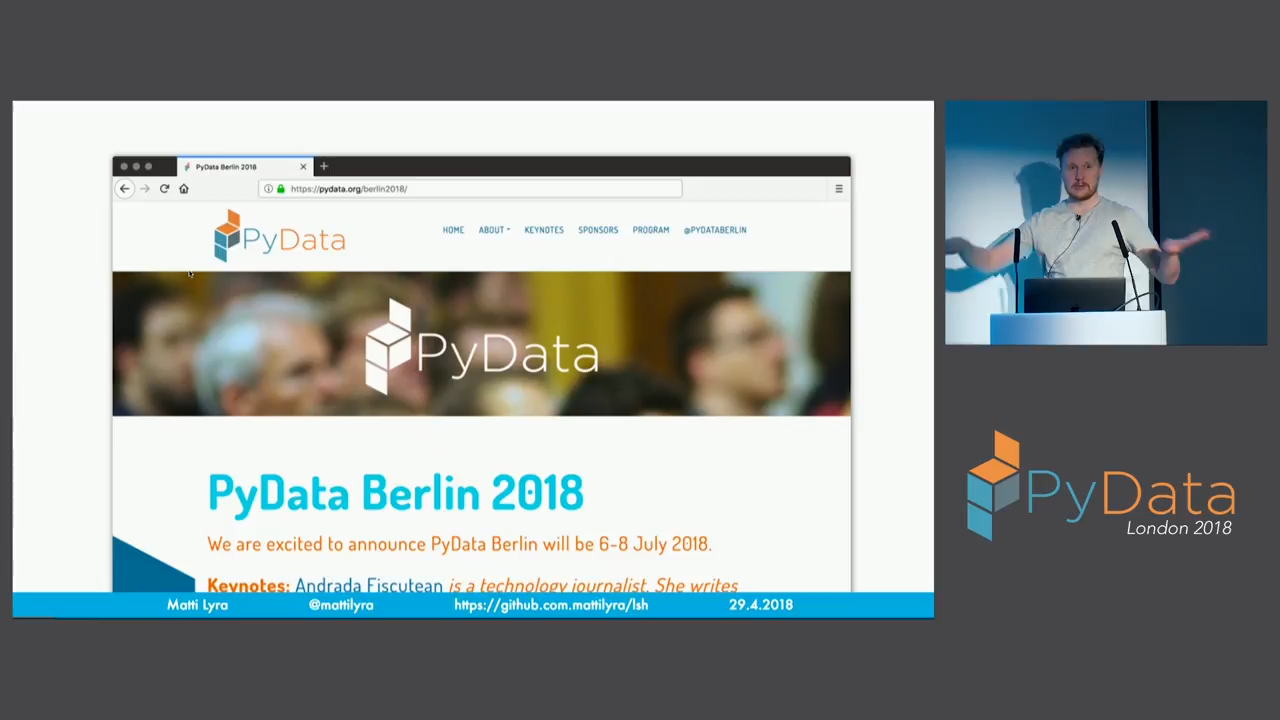 PyData Berlin 2018
https://pydata.org/berlin2018/
PyData
HOME ABOUT KEYNOTES SPONSORS PROGRAM @PYDATABERLIN
PyData
PyData Berlin 2018
We are excited to announce PyData Berlin will be 6-8 July 2018.
Keynotes: Andrada Fiscutean is a technology journalist. She writes
Matti Lyra @mattilyra https://github.com.mattilyra/lsh 29.4.2018
PyData
London 2018